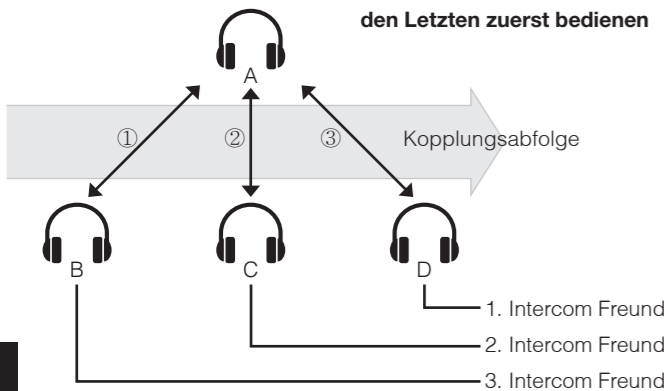 den Letzten zuerst bedienen
A
① ② ③ Kopplungsabfolge
B C D
1. Intercom Freund
2. Intercom Freund
3. Intercom Freund